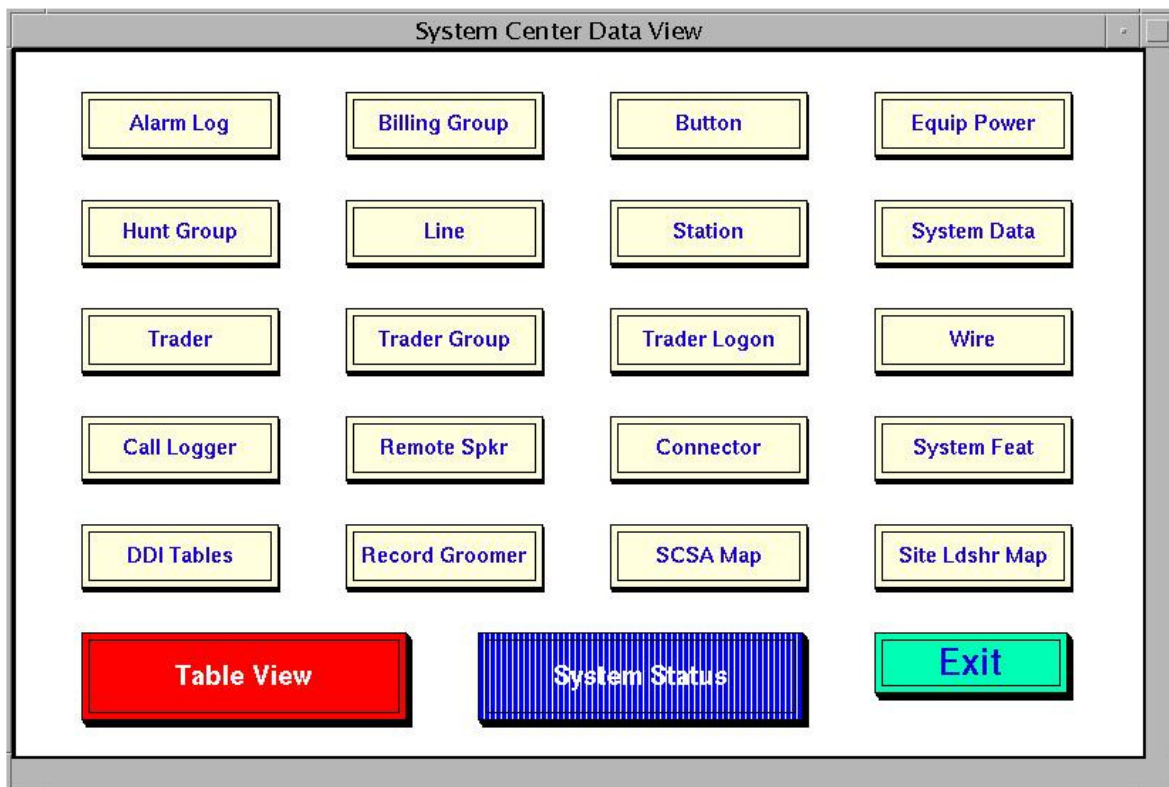 System Center Data View
Alarm Log Billing Group Button Equip Power
Hunt Group Line Station System Data
Trader Trader Group Trader Logon Wire
Call Logger Remote Spkr Connector System Feat
DDI Tables Record Groomer SCSA Map Site Ldshr Map
Table View System Status Exit